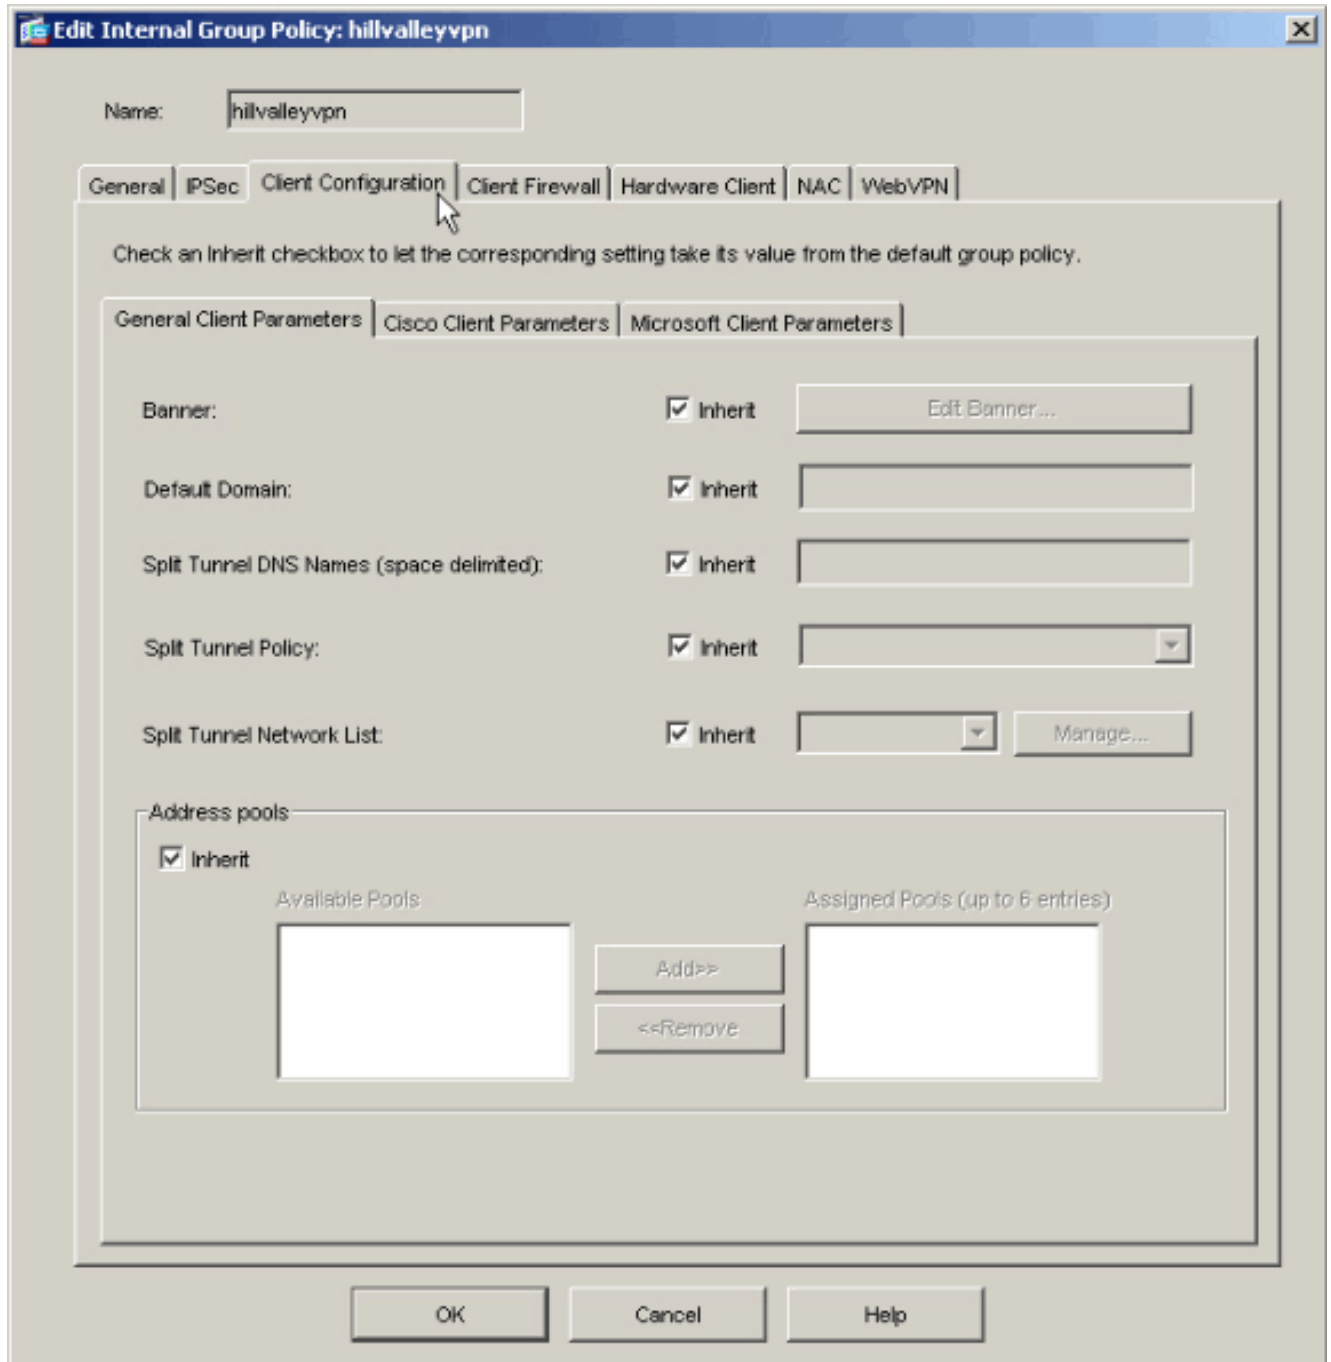 Edit Internal Group Policy: hillvalleyvpn
Name: hillvalleyvpn
General IPSec Client Configuration Client Firewall Hardware Client NAC WebVPN
Check an Inherit checkbox to let the corresponding setting take its value from the default group policy.
General Client Parameters Cisco Client Parameters Microsoft Client Parameters
Banner: Inherit Edit Banner...
Default Domain: Inherit
Split Tunnel DNS Names (space delimited): Inherit
Split Tunnel Policy: Inherit
Split Tunnel Network List: Inherit Manage...
Address pools
Inherit
Available Pools Assigned Pools (up to 6 entries)
Add>>
<<Remove
OK Cancel Help